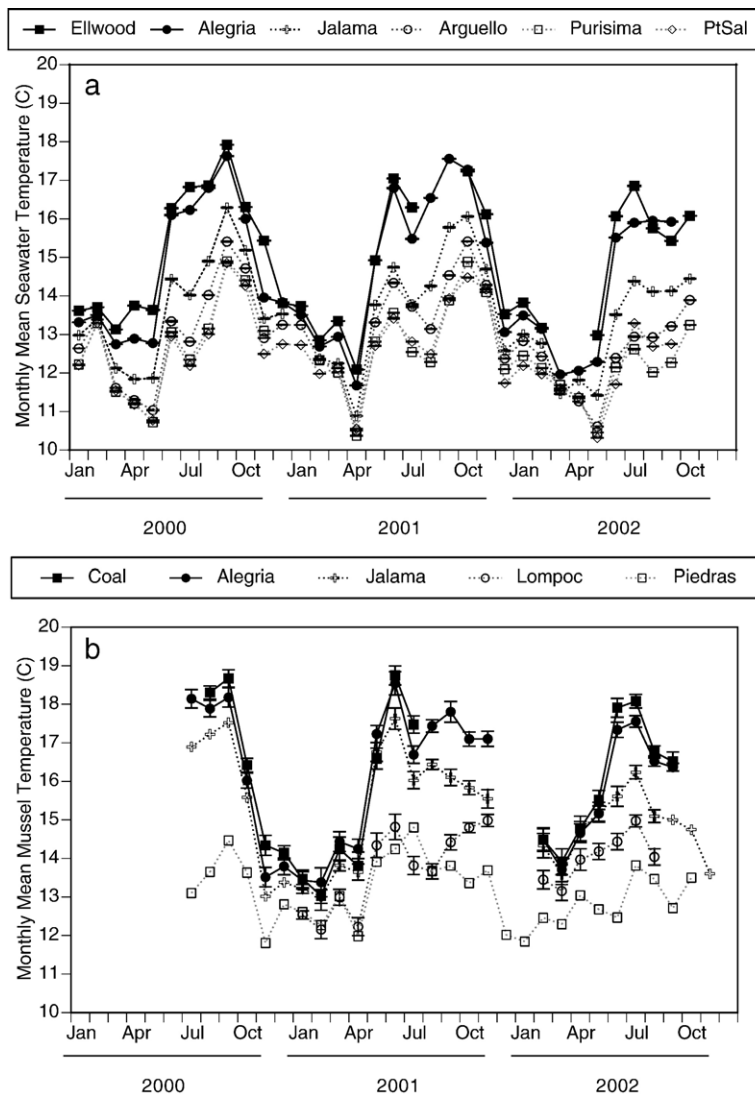 Ellwood Alegria Jalama Arguello Purisima PtSal
a
Monthly Mean Seawater Temperature (C)
20
19
18
17
16
15
14
13
12
11
10
Jan Apr Jul Oct Jan Apr Jul Oct Jan Apr Jul Oct
2000 2001 2002
Coal Alegria Jalama Lompoc Piedras
b
Monthly Mean Mussel Temperature (C)
20
19
18
17
16
15
14
13
12
11
10
Jan Apr Jul Oct Jan Apr Jul Oct Jan Apr Jul Oct
2000 2001 2002